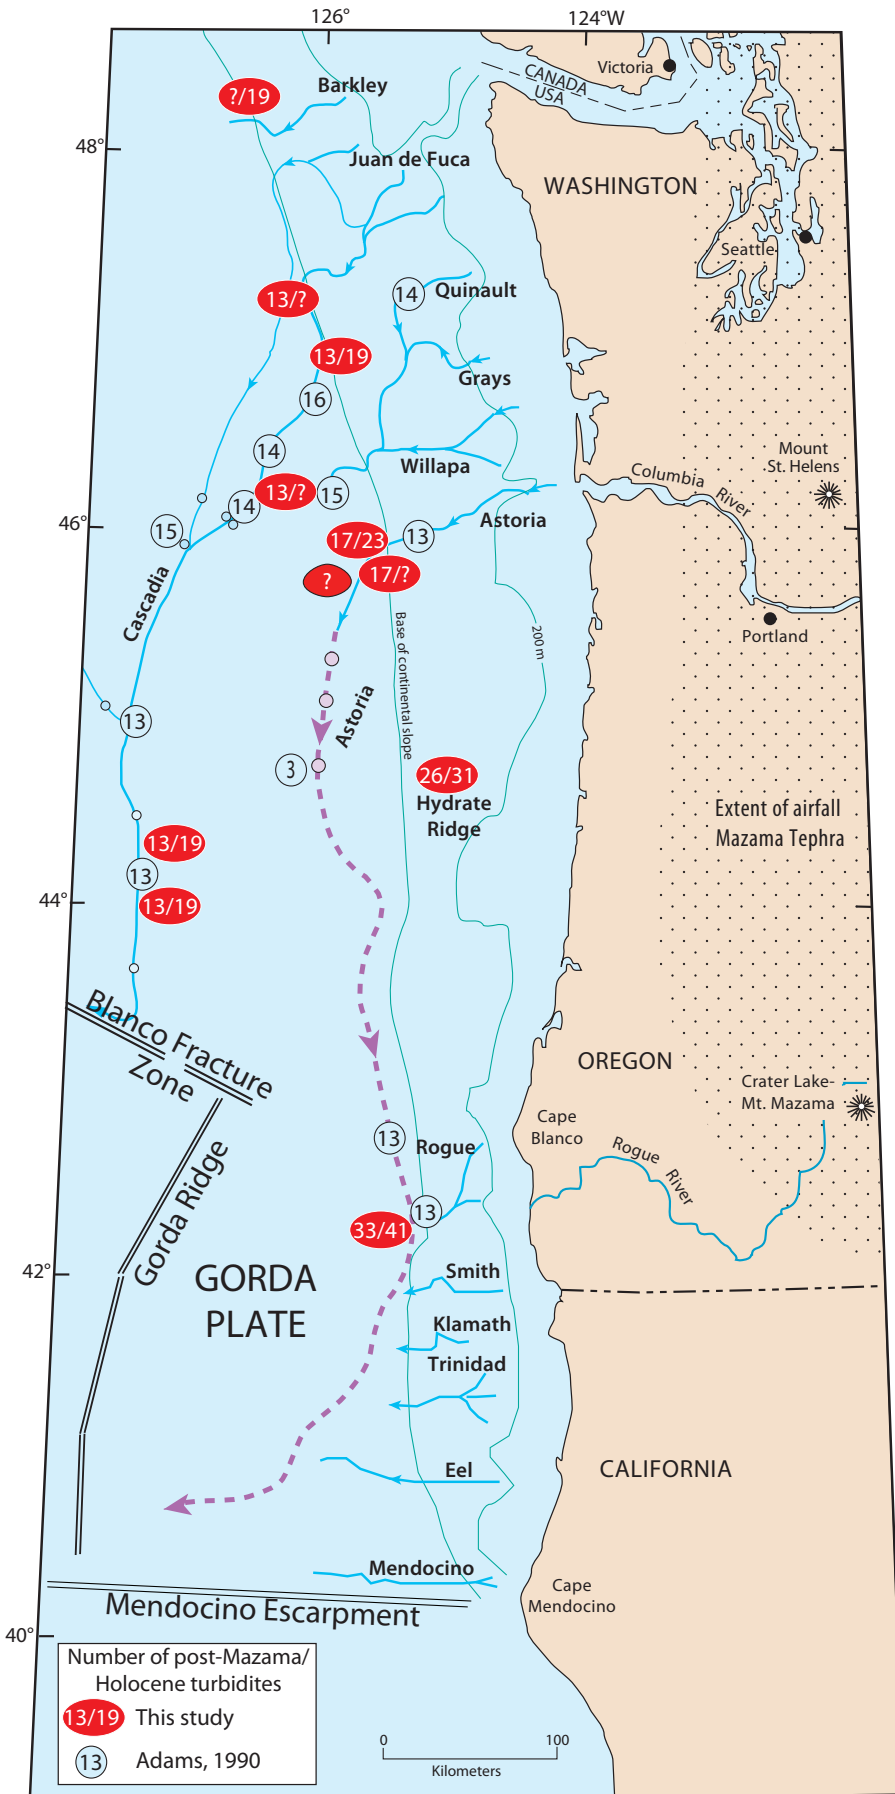 126°
124°W
Victoria
CANADA
USA
?/19
Barkley
48°
Juan de Fuca
WASHINGTON
Seattle
14
Quinault
13/?
13/19
Grays
16
14
Willapa
Mount
St. Helens
Columbia
River
13/?
15
14
Astoria
46°
15
17/23
13
17/?
?
Cascadia
Base of continental slope
200 m
Portland
Astoria
13
3
26/31
Hydrate
Ridge
Extent of airfall
Mazama Tephra
13/19
13
13/19
44°
Blanco Fracture
Zone
OREGON
Crater Lake-
Mt. Mazama
Cape
Blanco
13
Rogue
Rogue
River
Gorda Ridge
13
33/41
42°
GORDA
PLATE
Smith
Klamath
Trinidad
Eel
CALIFORNIA
Mendocino
Mendocino Escarpment
Cape
Mendocino
40°
Number of post-Mazama/
Holocene turbidites
13/19 This study
13 Adams, 1990
0 100
Kilometers